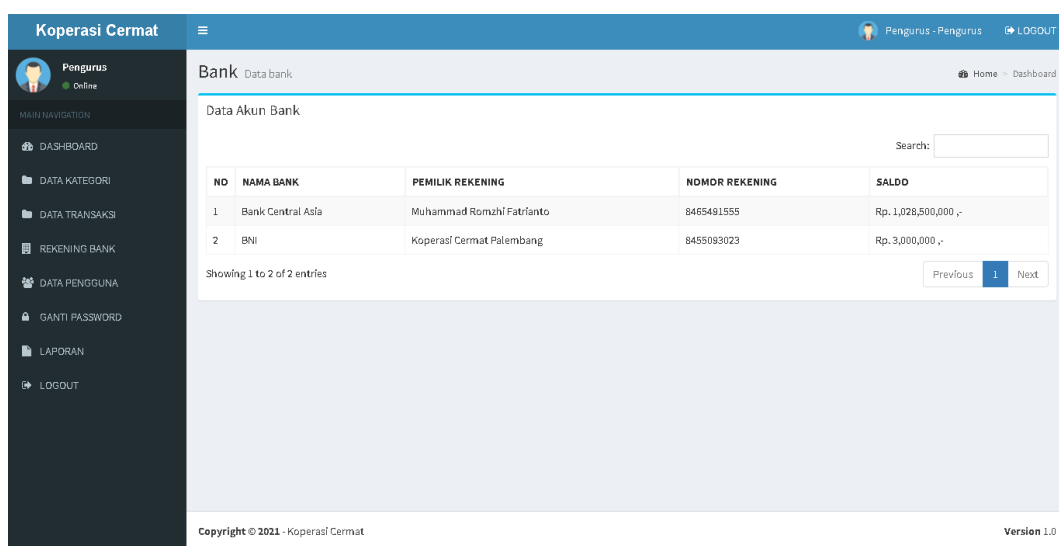 Koperasi Cermat
Pengurus - Pengurus LOGOUT
Pengurus
Online
MAIN NAVIGATION
DASHBOARD
DATA KATEGORI
DATA TRANSAKSI
REKENING BANK
DATA PENGGUNA
GANTI PASSWORD
LAPORAN
LOGOUT
Bank Data bank
Home > Dashboard
Data Akun Bank
Search:
NO NAMA BANK PEMILIK REKENING NOMOR REKENING SALDO
1 Bank Central Asia Muhammad Romzhi Fatrianto 8465491555 Rp. 1,028,500,000 ,-
2 BNI Koperasi Cermat Palembang 8455093023 Rp. 3,000,000 ,-
Showing 1 to 2 of 2 entries
Previous 1 Next
Copyright © 2021 - Koperasi Cermat
Version 1.0